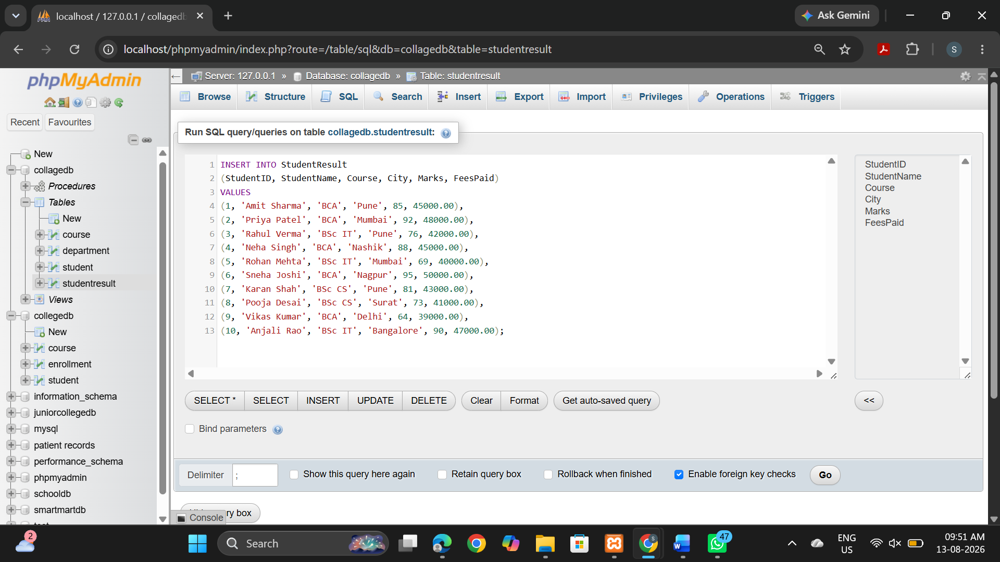 localhost / 127.0.0.1 / collagedb
Ask Gemini
localhost/phpmyadmin/index.php?route=/table/sql&db=collagedb&table=studentresult
S
phpMyAdmin
Recent
Favourites
New
collagedb
Procedures
Tables
New
course
department
student
studentresult
Views
collegedb
New
course
enrollment
student
information_schema
juniorcollegedb
mysql
patient records
performance_schema
phpmyadmin
schooldb
smartmartdb
Server: 127.0.0.1 » Database: collagedb » Table: studentresult
Browse
Structure
SQL
Search
Insert
Export
Import
Privileges
Operations
Triggers
Run SQL query/queries on table collagedb.studentresult:
1 INSERT INTO StudentResult
2 (StudentID, StudentName, Course, City, Marks, FeesPaid)
3 VALUES
4 (1, 'Amit Sharma', 'BCA', 'Pune', 85, 45000.00),
5 (2, 'Priya Patel', 'BCA', 'Mumbai', 92, 48000.00),
6 (3, 'Rahul Verma', 'BSc IT', 'Pune', 76, 42000.00),
7 (4, 'Neha Singh', 'BCA', 'Nashik', 88, 45000.00),
8 (5, 'Rohan Mehta', 'BSc IT', 'Mumbai', 69, 40000.00),
9 (6, 'Sneha Joshi', 'BCA', 'Nagpur', 95, 50000.00),
10 (7, 'Karan Shah', 'BSc CS', 'Pune', 81, 43000.00),
11 (8, 'Pooja Desai', 'BSc CS', 'Surat', 73, 41000.00),
12 (9, 'Vikas Kumar', 'BCA', 'Delhi', 64, 39000.00),
13 (10, 'Anjali Rao', 'BSc IT', 'Bangalore', 90, 47000.00);
StudentID
StudentName
Course
City
Marks
FeesPaid
SELECT *
SELECT
INSERT
UPDATE
DELETE
Clear
Format
Get auto-saved query
<<
Bind parameters
Delimiter
;
Show this query here again
Retain query box
Rollback when finished
Enable foreign key checks
Go
box
Console
2
Search
S
47
ENG
US
09:51 AM
13-08-2026